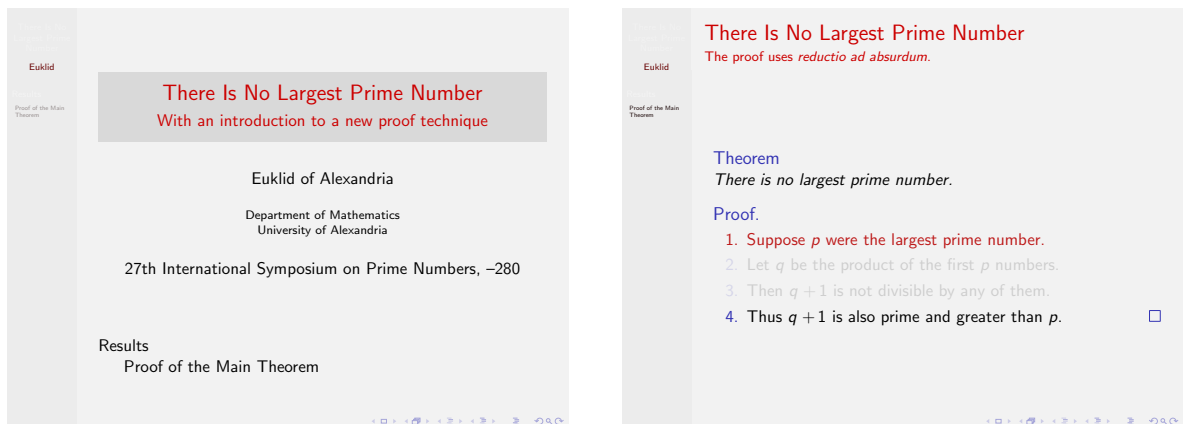 Euklid
Proof of the Main
Theorem
There Is No Largest Prime Number
With an introduction to a new proof technique
Euklid of Alexandria
Department of Mathematics
University of Alexandria
27th International Symposium on Prime Numbers, –280
Results
Proof of the Main Theorem
Euklid
Proof of the Main
Theorem
There Is No Largest Prime Number
The proof uses reductio ad absurdum.
Theorem
There is no largest prime number.
Proof.
1. Suppose p were the largest prime number.
2. Let q be the product of the first p numbers.
3. Then q + 1 is not divisible by any of them.
4. Thus q + 1 is also prime and greater than p.